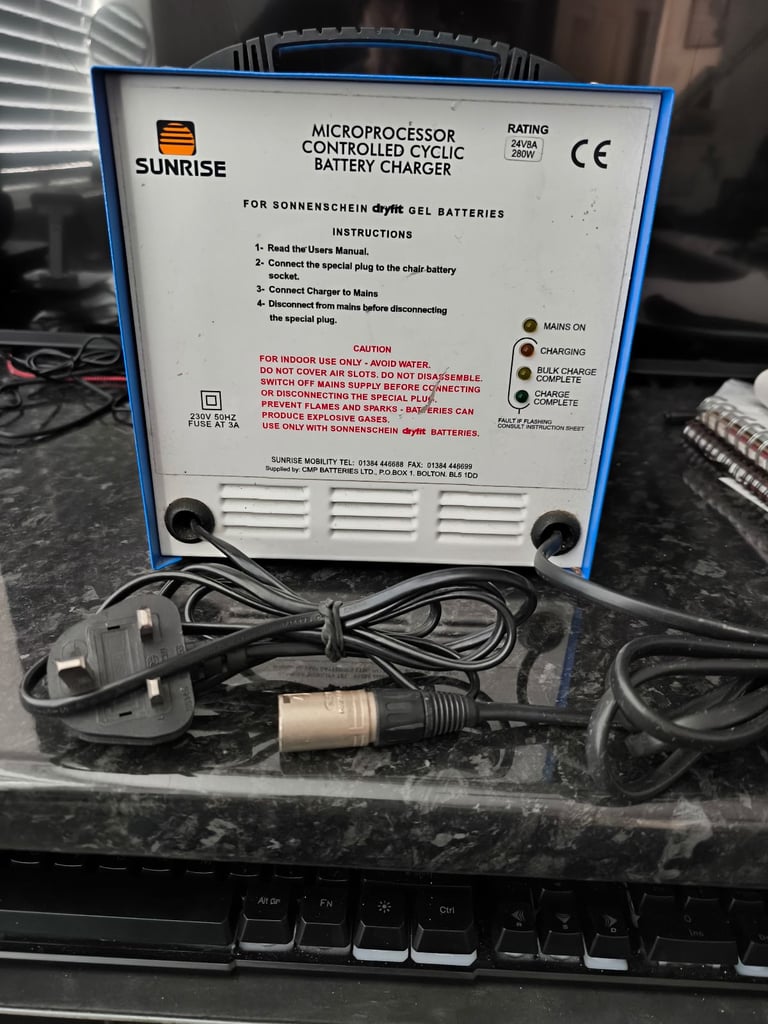 SUNRISE
MICROPROCESSOR
CONTROLLED CYCLIC
BATTERY CHARGER
RATING
24V8A
280W
CE
FOR SONNENSCHEIN dryfit GEL BATTERIES
INSTRUCTIONS
1- Read the Users Manual.
2- Connect the special plug to the chair battery
socket.
3- Connect Charger to Mains
4- Disconnect from mains before disconnecting
the special plug.
MAINS ON
CHARGING
BULK CHARGE
COMPLETE
CHARGE
COMPLETE
FAULT IF FLASHING
CONSULT INSTRUCTION SHEET
CAUTION
FOR INDOOR USE ONLY - AVOID WATER.
DO NOT COVER AIR SLOTS. DO NOT DISASSEMBLE.
SWITCH OFF MAINS SUPPLY BEFORE CONNECTING
OR DISCONNECTING THE SPECIAL PLUG.
PREVENT FLAMES AND SPARKS - BATTERIES CAN
PRODUCE EXPLOSIVE GASES.
USE ONLY WITH SONNENSCHEIN dryfit BATTERIES.
230V 50HZ
FUSE AT 3A
SUNRISE MOBILITY TEL: 01384 446688 FAX: 01384 446699
Supplied by: CMP BATTERIES LTD., P.O.BOX 1. BOLTON. BL5 1DD
Alt Gr
FN
Ctrl
0
Ins